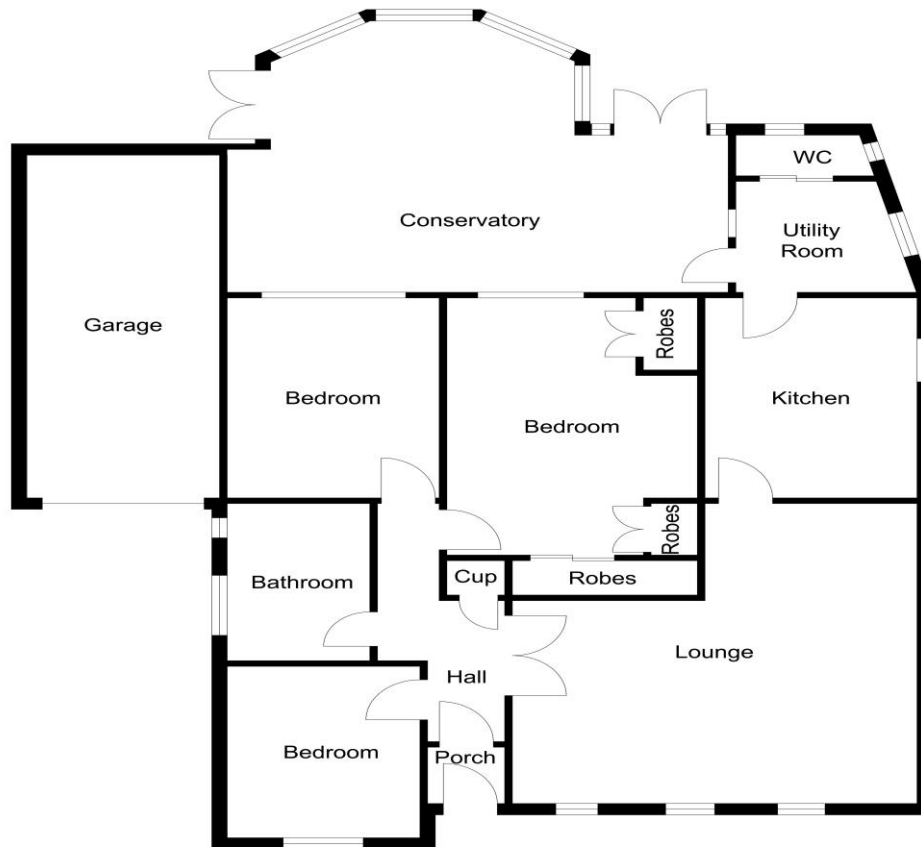 WC
Conservatory
Utility
Room
Garage
Robes
Bedroom
Kitchen
Bedroom
Robes
Bathroom
Cup
Robes
Lounge
Hall
Bedroom
Porch